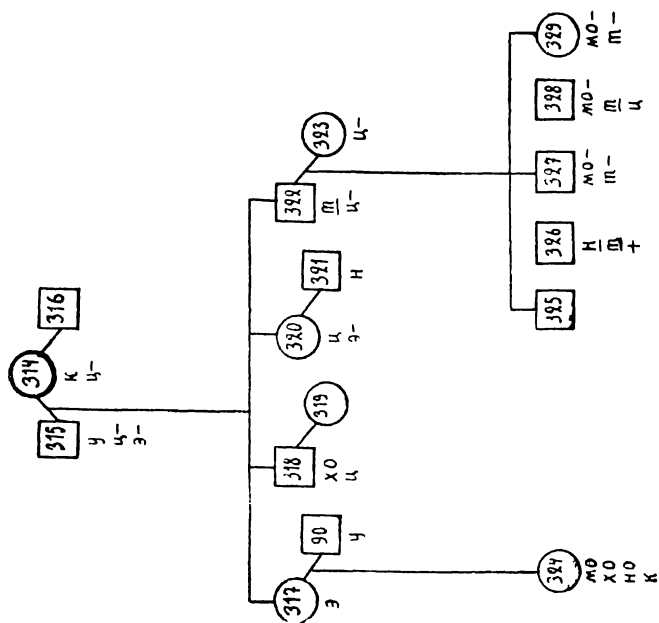 314
к
ц-
316
315
у
ц-
э-
317
э
90
у
318
хо
ц
319
320
ц
э-
321
н
322
т
ц-
323
ц-
324
мо
хо
но
к
325
326
н
т
+
327
мо-
т-
328
мо-
т
ц
329
мо-
т-